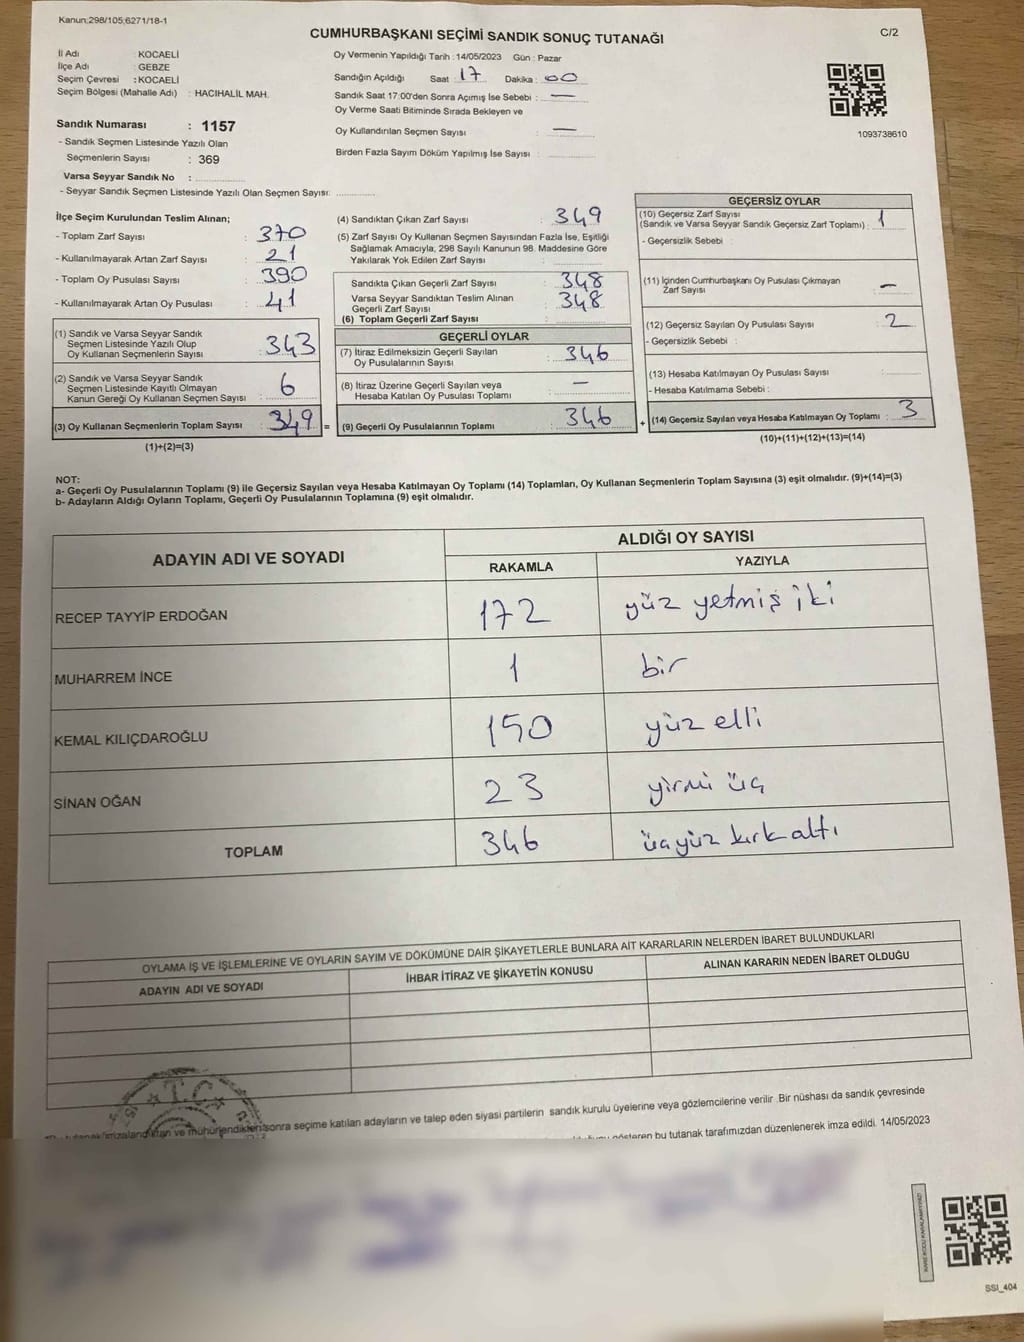 Kanun;298/105;6271/18-1
CUMHURBAŞKANI SEÇİMİ SANDIK SONUÇ TUTANAĞI
C/2
İl Adı : KOCAELİ
İlçe Adı : GEBZE
Seçim Çevresi : KOCAELİ
Seçim Bölgesi (Mahalle Adı) : HACIHALİL MAH.
Sandık Numarası : 1157
- Sandık Seçmen Listesinde Yazılı Olan
Seçmenlerin Sayısı : 369
Varsa Seyyar Sandık No :
- Seyyar Sandık Seçmen Listesinde Yazılı Olan Seçmen Sayısı:
Oy Vermenin Yapıldığı Tarih : 14/05/2023 Gün : Pazar
Sandığın Açıldığı Saat : 17 Dakika : 00
Sandık Saat 17:00'den Sonra Açımış İse Sebebi : —
Oy Verme Saati Bitiminde Sırada Bekleyen ve
Oy Kullandırılan Seçmen Sayısı : —
Birden Fazla Sayım Döküm Yapılmış İse Sayısı :
1093738610
İlçe Seçim Kurulundan Teslim Alınan;
- Toplam Zarf Sayısı : 370
- Kullanılmayarak Artan Zarf Sayısı : 21
- Toplam Oy Pusulası Sayısı : 390
- Kullanılmayarak Artan Oy Pusulası : 41
(1) Sandık ve Varsa Seyyar Sandık
Seçmen Listesinde Yazılı Olup
Oy Kullanan Seçmenlerin Sayısı : 343
(2) Sandık ve Varsa Seyyar Sandık
Seçmen Listesinde Kayıtlı Olmayan
Kanun Gereği Oy Kullanan Seçmen Sayısı : 6
(3) Oy Kullanan Seçmenlerin Toplam Sayısı : 349 =
(1)+(2)=(3)
(4) Sandıktan Çıkan Zarf Sayısı : 349
(5) Zarf Sayısı Oy Kullanan Seçmen Sayısından Fazla İse, Eşitliği
Sağlamak Amacıyla, 298 Sayılı Kanunun 98. Maddesine Göre
Yakılarak Yok Edilen Zarf Sayısı :
Sandıkta Çıkan Geçerli Zarf Sayısı : 348
Varsa Seyyar Sandıktan Teslim Alınan
Geçerli Zarf Sayısı : 348
(6) Toplam Geçerli Zarf Sayısı :
GEÇERLİ OYLAR
(7) İtiraz Edilmeksizin Geçerli Sayılan
Oy Pusulalarının Sayısı : 346
(8) İtiraz Üzerine Geçerli Sayılan veya
Hesaba Katılan Oy Pusulası Toplamı : —
(9) Geçerli Oy Pusulalarının Toplamı : 346 +
GEÇERSİZ OYLAR
(10) Geçersiz Zarf Sayısı
(Sandık ve Varsa Seyyar Sandık Geçersiz Zarf Toplamı) : 1
- Geçersizlik Sebebi :
(11) İçinden Cumhurbaşkanı Oy Pusulası Çıkmayan
Zarf Sayısı : —
(12) Geçersiz Sayılan Oy Pusulası Sayısı : 2
- Geçersizlik Sebebi :
(13) Hesaba Katılmayan Oy Pusulası Sayısı :
- Hesaba Katılmama Sebebi :
(14) Geçersiz Sayılan veya Hesaba Katılmayan Oy Toplamı : 3
(10)+(11)+(12)+(13)=(14)
NOT:
a- Geçerli Oy Pusulalarının Toplamı (9) ile Geçersiz Sayılan veya Hesaba Katılmayan Oy Toplamı (14) Toplamları, Oy Kullanan Seçmenlerin Toplam Sayısına (3) eşit olmalıdır. (9)+(14)=(3)
b- Adayların Aldığı Oyların Toplamı, Geçerli Oy Pusulalarının Toplamına (9) eşit olmalıdır.
ADAYIN ADI VE SOYADI
ALDIĞI OY SAYISI
RAKAMLA YAZIYLA
RECEP TAYYİP ERDOĞAN 172 yüz yetmiş iki
MUHARREM İNCE 1 bir
KEMAL KILIÇDAROĞLU 150 yüz elli
SİNAN OĞAN 23 yirmi üç
TOPLAM 346 üçyüz kırk altı
OYLAMA İŞ VE İŞLEMLERİNE VE OYLARIN SAYIM VE DÖKÜMÜNE DAİR ŞİKAYETLERLE BUNLARA AİT KARARLARIN NELERDEN İBARET BULUNDUKLARI
ADAYIN ADI VE SOYADI İHBAR İTİRAZ VE ŞİKAYETİN KONUSU ALINAN KARARIN NEDEN İBARET OLDUĞU
T.C.
tutanak imzalandıktan ve mühürlendikten sonra seçime katılan adayların ve talep eden siyasi partilerin sandık kurulu üyelerine veya gözlemcilerine verilir. Bir nüshası da sandık çevresinde
gösteren bu tutanak tarafımızdan düzenlenerek imza edildi. 14/05/2023
SSI_404